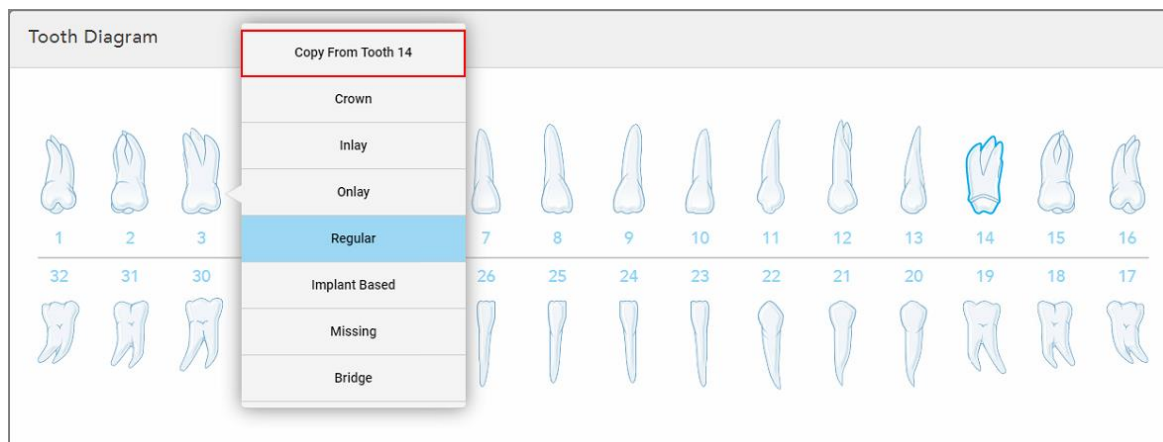 Tooth Diagram
Copy From Tooth 14
Crown
Inlay
Onlay
Regular
Implant Based
Missing
Bridge
1 2 3 7 8 9 10 11 12 13 14 15 16
32 31 30 26 25 24 23 22 21 20 19 18 17